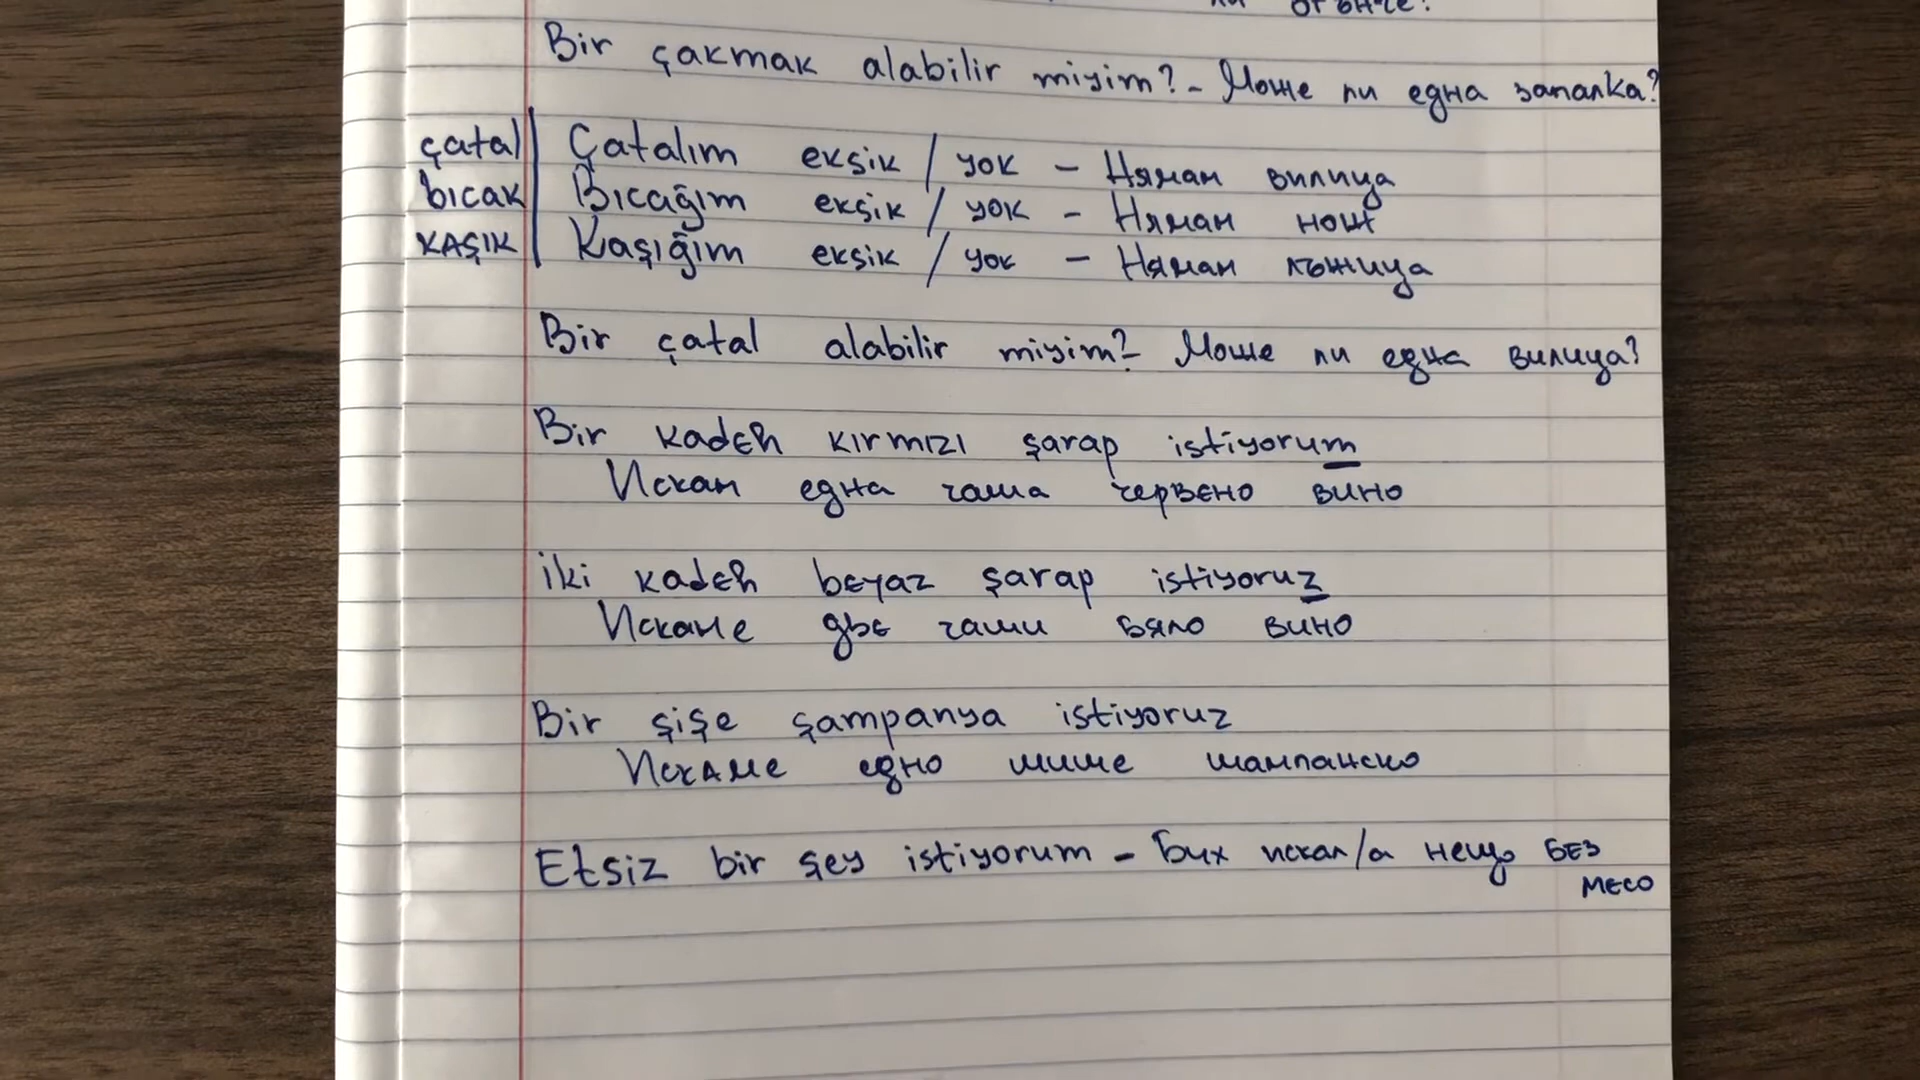 огънче?
Bir çakmak alabilir miyim? - Може ли една запалка?
çatal | Çatalım eksik / yok - Нямам вилица
bıcak | Bıcağım eksik / yok - Нямам нож
KAŞIK | Kaşığım eksik / yok - Нямам лъжица
Bir çatal alabilir miyim? - Може ли една вилица?
Bir kadeh kırmızı şarap istiyorum
Искам една чаша червено вино
İki kadeh beyaz şarap istiyoruz
Искаме две чаши бяло вино
Bir şişe şampanya istiyoruz
Искаме едно шише шампанско
Etsiz bir şey istiyorum - Бих искал/а нещо БЕЗ
МЕСО